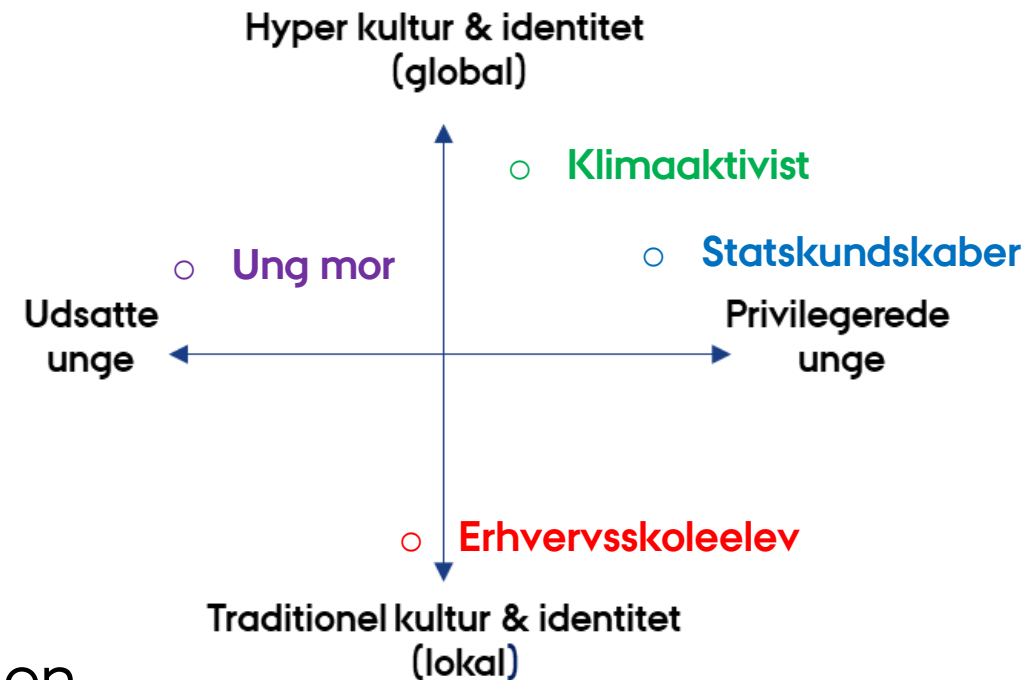 Hyper kultur & identitet
(global)
Klimaaktivist
Ung mor
Statskundskaber
Udsatte
unge
Privilegerede
unge
Erhvervsskoleelev
Traditionel kultur & identitet
(lokal)